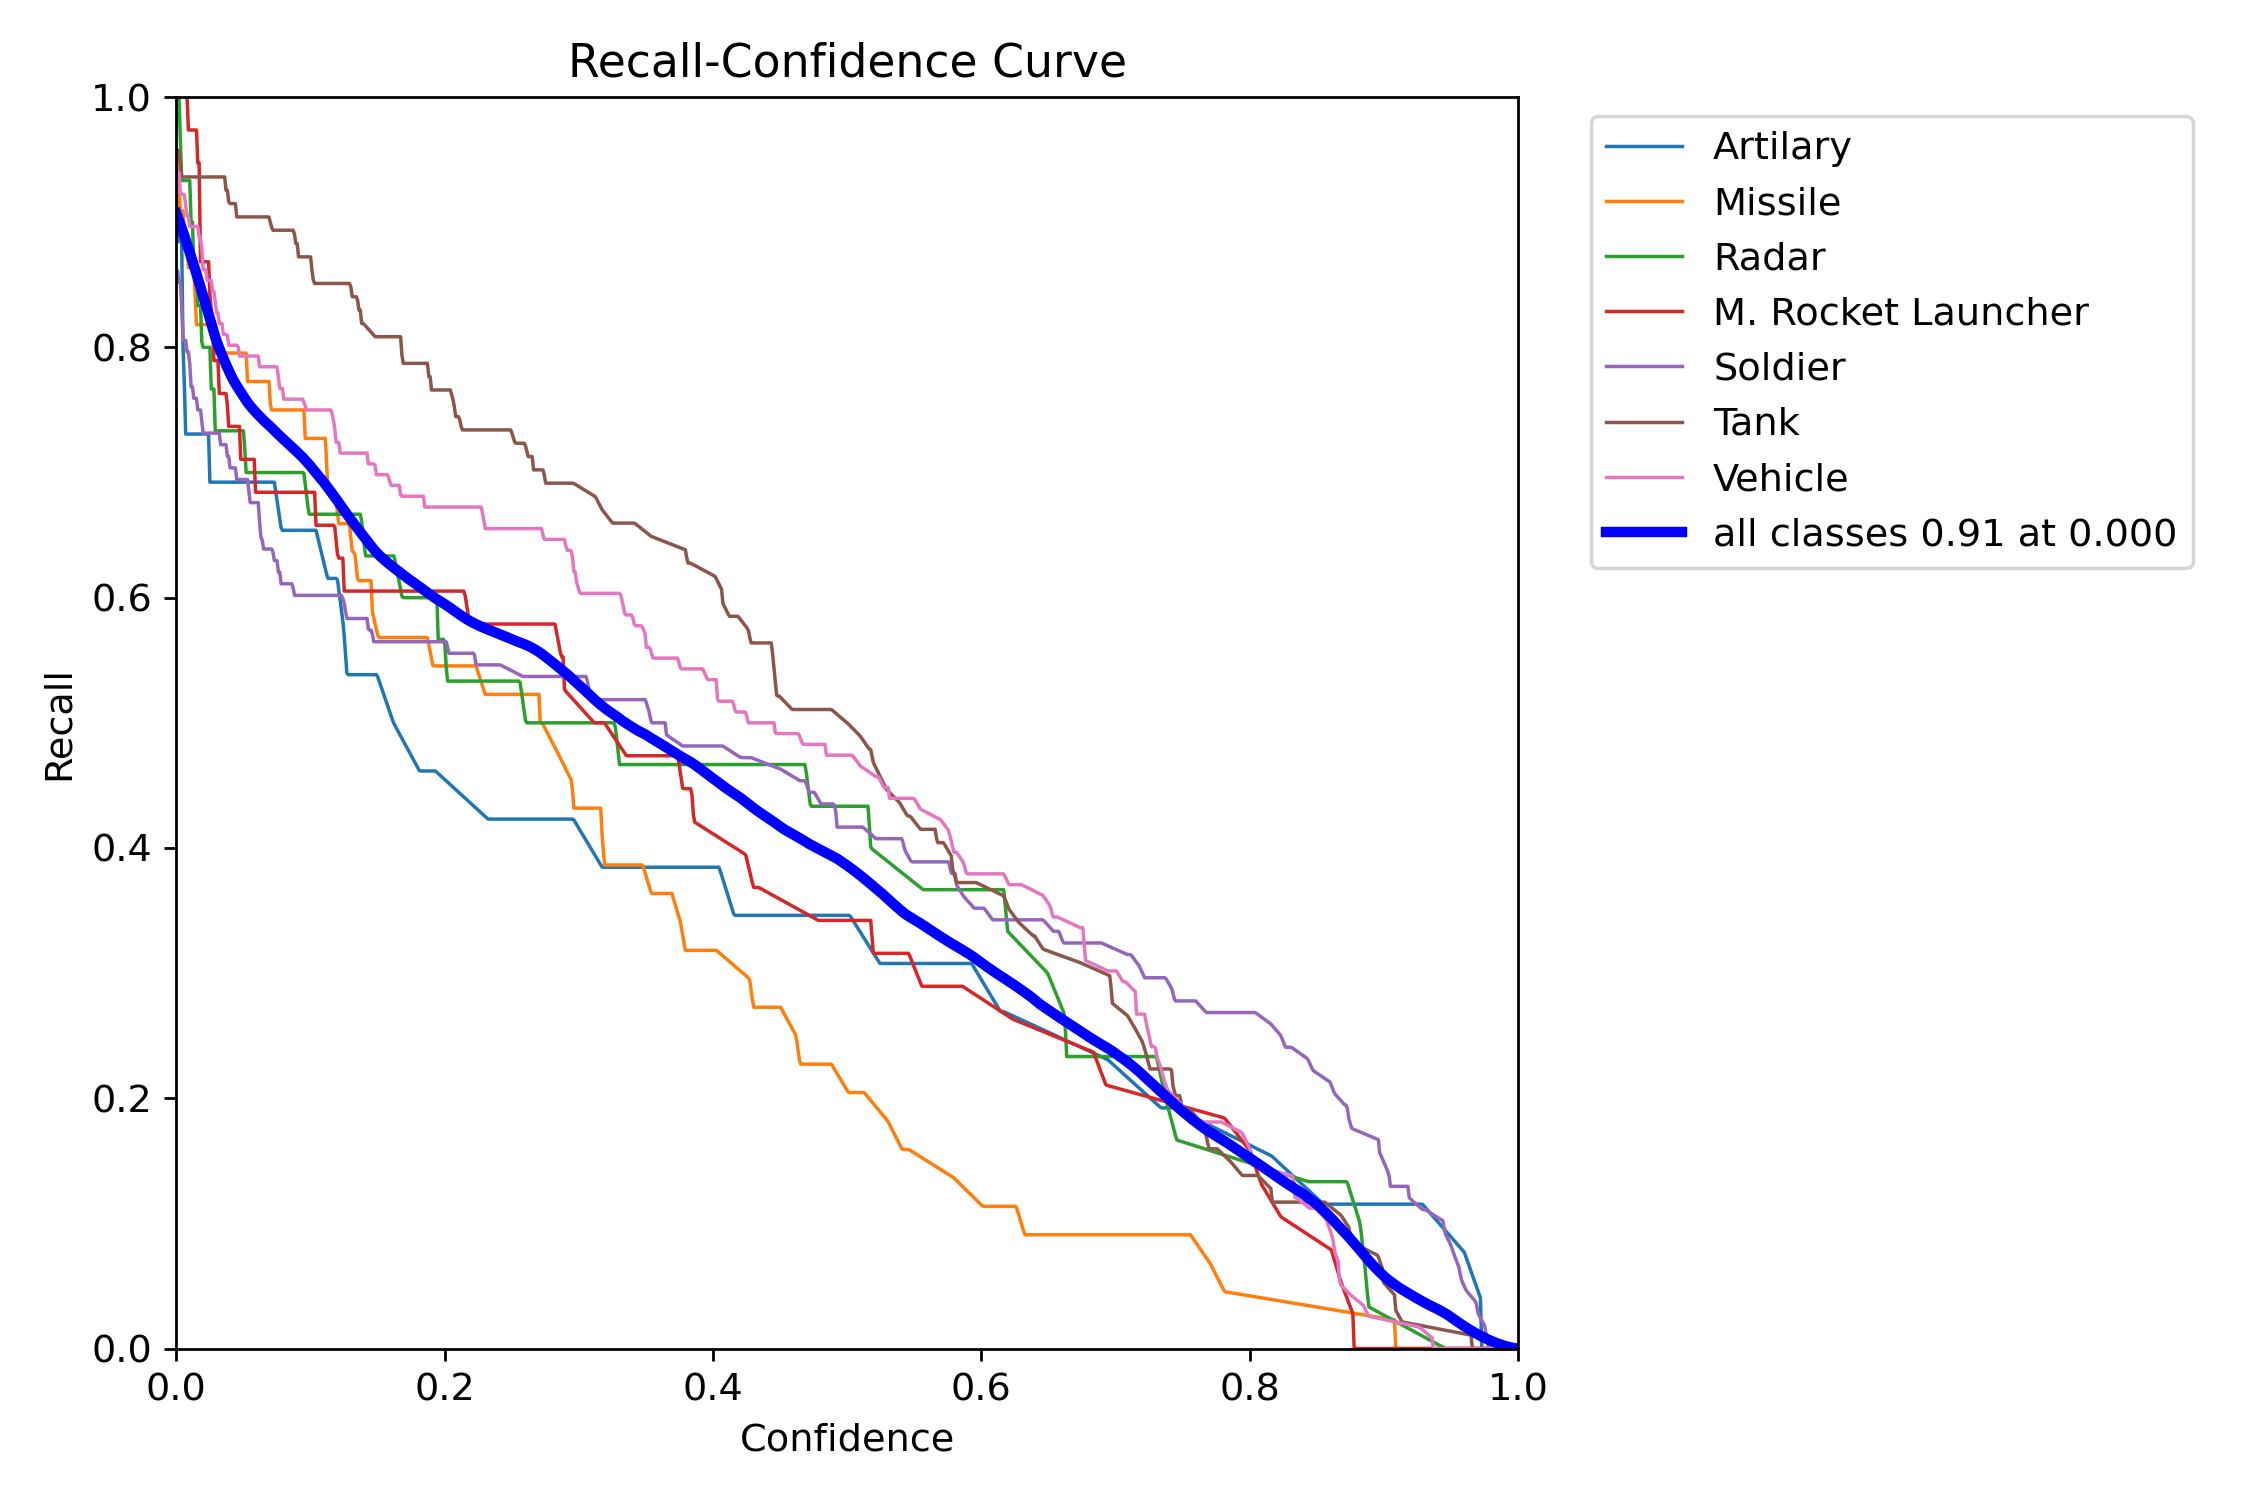 Recall-Confidence Curve
1.0
0.8
0.6
0.4
0.2
0.0
Recall
0.0 0.2 0.4 0.6 0.8 1.0
Confidence
Artilary
Missile
Radar
M. Rocket Launcher
Soldier
Tank
Vehicle
all classes 0.91 at 0.000